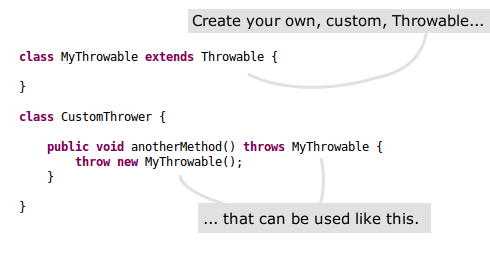 Create your own, custom, Throwable...
class MyThrowable extends Throwable {
}
class CustomThrower {
public void anotherMethod() throws MyThrowable {
throw new MyThrowable();
}
}
... that can be used like this.